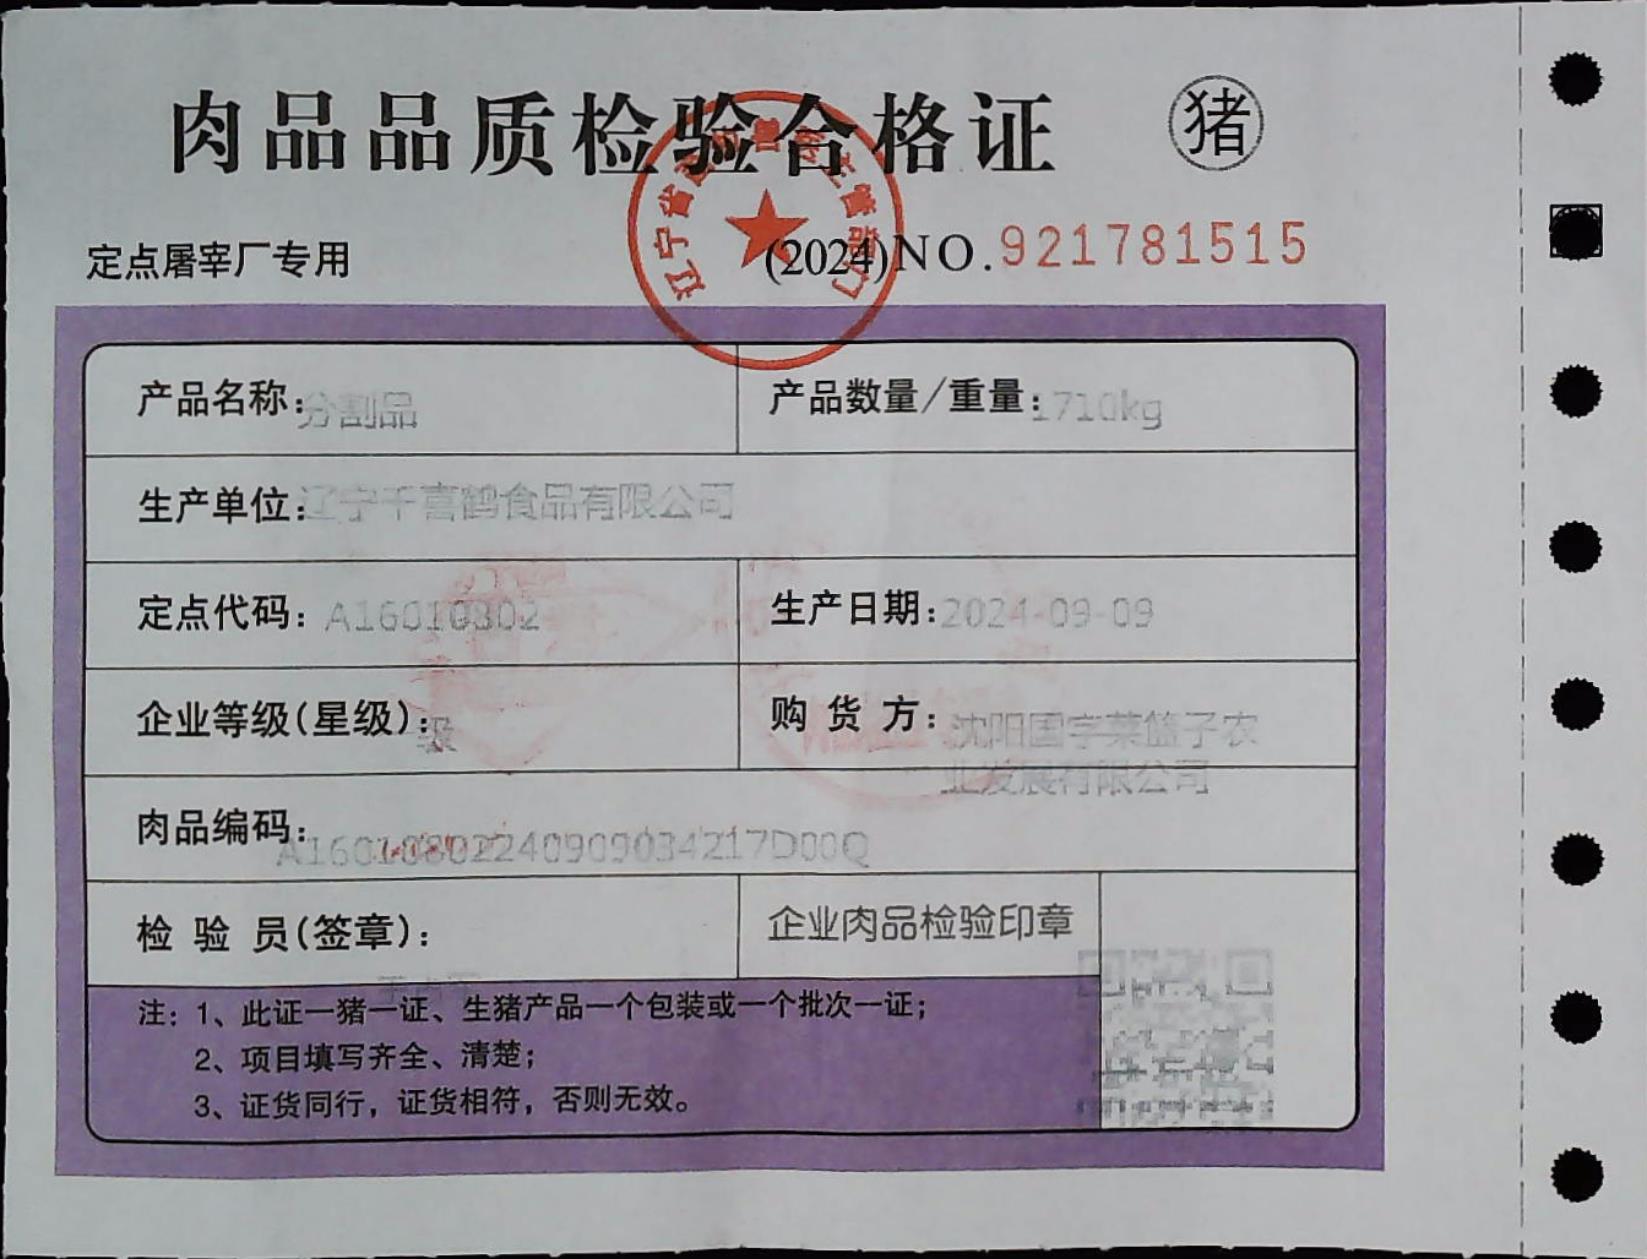 肉品品质检验合格证 猪
定点屠宰厂专用 (2024)NO.921781515
产品名称:分割品 产品数量/重量:1710kg
生产单位:辽宁千喜鹤食品有限公司
定点代码: 生产日期:2024-09-09
企业等级(星级): 级 购货方:沈阳国字菜篮子农
业发展有限公司
肉品编码:
检验员(签章): 企业肉品检验印章
注: 1、此证一猪一证、生猪产品一个包装或一个批次一证;
2、项目填写齐全、清楚;
3、证货同行, 证货相符, 否则无效。